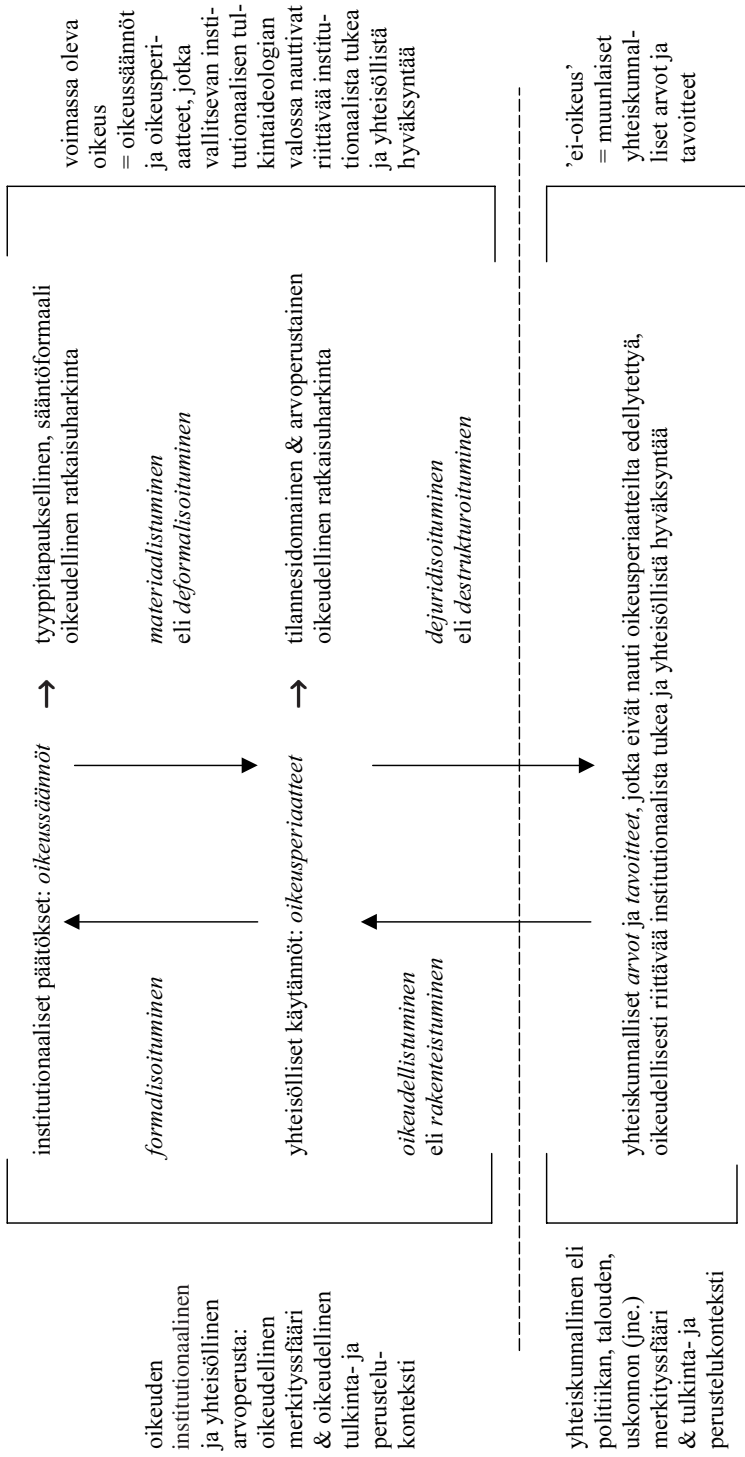 oikeuden
institutionaalinen
ja yhteisöllinen
arvoperusta:
oikeudellinen
merkityssfääri
& oikeudellinen
tulkinta- ja
perustelu-
konteksti
institutionaaliset päätökset: oikeussäännöt → tyyppitapauksellinen, sääntöformaali
oikeudellinen ratkaisuharkinta
formalisoituminen
materiaalistuminen
eli deformalisoituminen
yhteisölliset käytännöt: oikeusperiaatteet → tilannesidonnainen & arvoperustainen
oikeudellinen ratkaisuharkinta
oikeudellistuminen
eli rakenteistuminen
dejuridisoituminen
eli destrukturoituminen
voimassa oleva
oikeus
= oikeussäännöt
ja oikeusperi-
aatteet, jotka
vallitsevan insti-
tutionaalisen tul-
kintaideologian
valossa nauttivat
riittävää institu-
tionaalista tukea
ja yhteisöllistä
hyväksyntää
yhteiskunnallinen eli
politiikan, talouden,
uskonnon (jne.)
merkityssfääri
& tulkinta- ja
perustelukonteksti
yhteiskunnalliset arvot ja tavoitteet, jotka eivät nauti oikeusperiaatteilta edellytettyä,
oikeudellisesti riittävää institutionaalista tukea ja yhteisöllistä hyväksyntää
’ei-oikeus’
= muunlaiset
yhteiskunnal-
liset arvot ja
tavoitteet